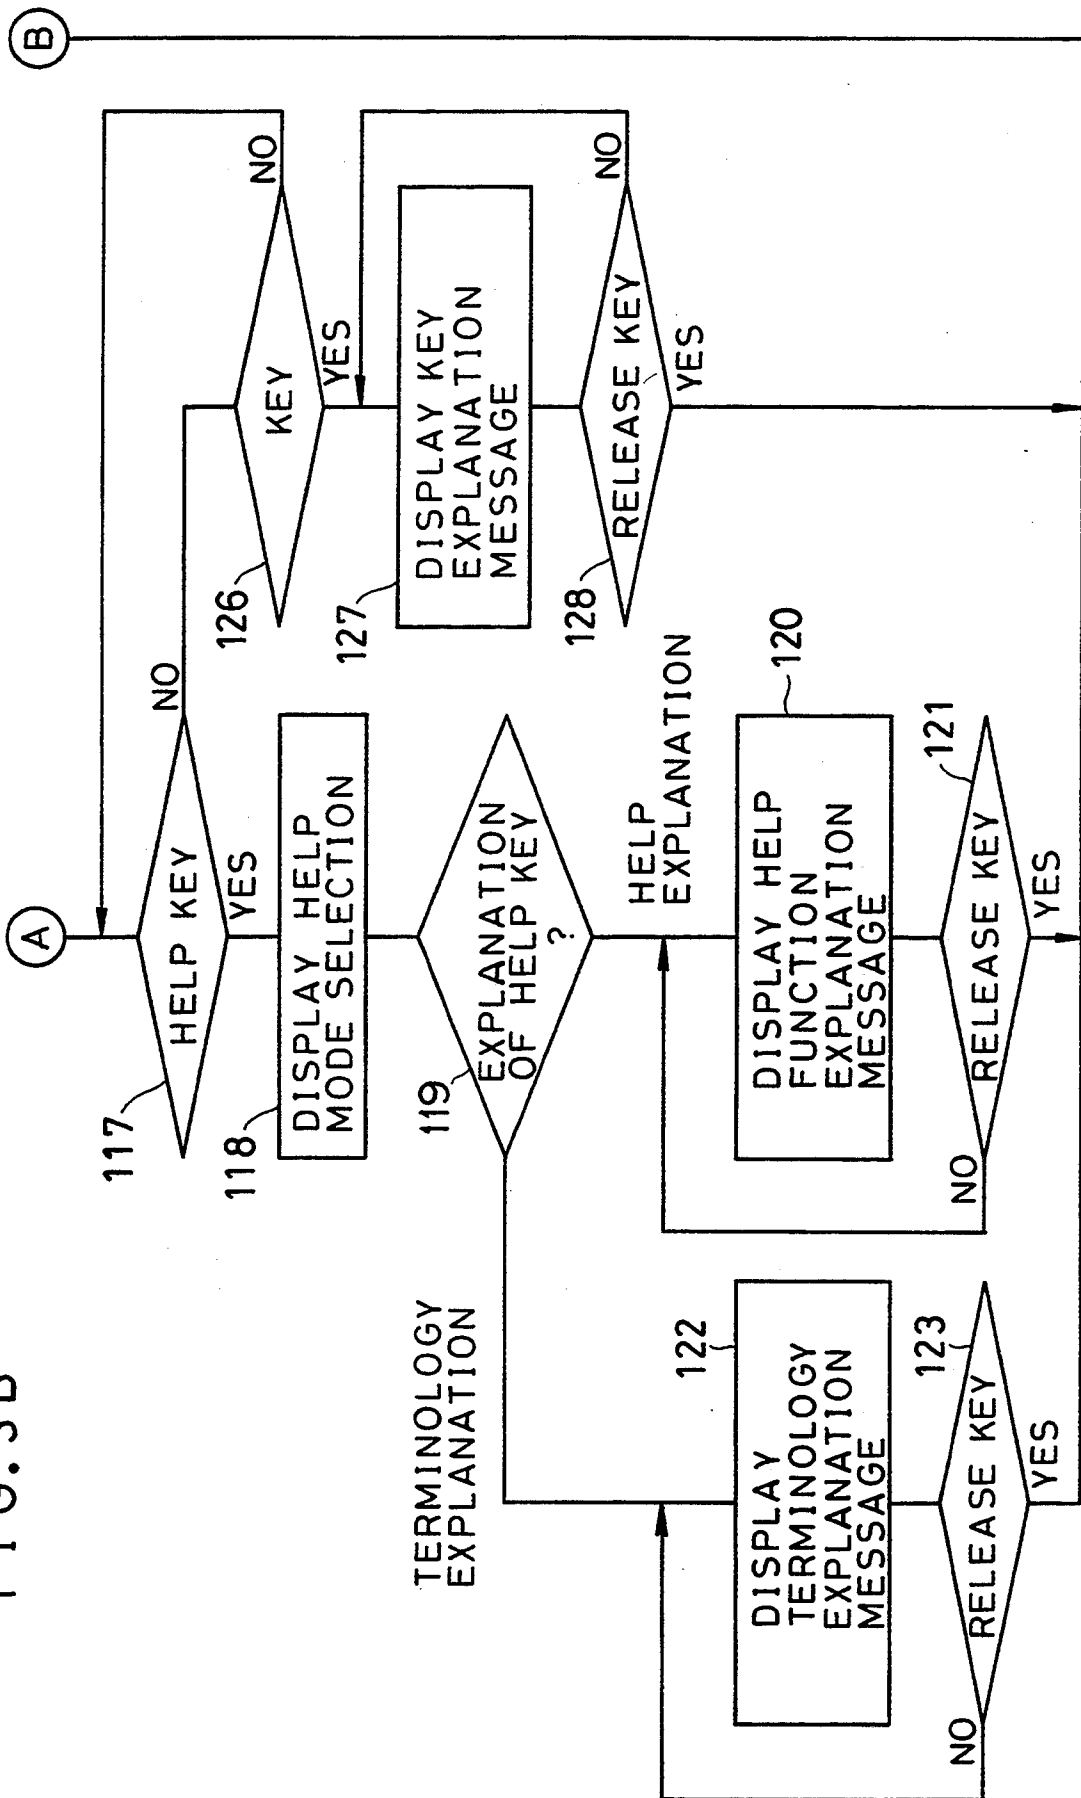 FIG. 3B
A
B
117
HELP KEY
NO
YES
118
DISPLAY HELP
MODE SELECTION
119
EXPLANATION
OF HELP KEY
?
TERMINOLOGY
EXPLANATION
HELP
EXPLANATION
120
DISPLAY HELP
FUNCTION
EXPLANATION
MESSAGE
121
RELEASE KEY
NO
YES
122
DISPLAY
TERMINOLOGY
EXPLANATION
MESSAGE
123
RELEASE KEY
NO
YES
126
KEY
NO
YES
127
DISPLAY KEY
EXPLANATION
MESSAGE
128
RELEASE KEY
NO
YES